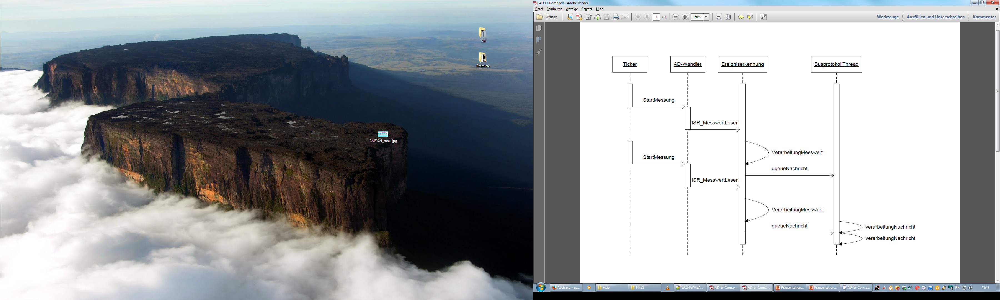 Ski
Premiere
CMSISv4_small.jpg
AD-Er-Com2.pdf - Adobe Reader
Datei Bearbeiten Anzeige Fenster Hilfe
Öffnen 1 / 1 150% Werkzeuge Ausfüllen und Unterschreiben Kommentar
Ticker AD-Wandler Ereigniserkennung BusprotokollThread
StartMessung
ISR_MesswertLesen
VerarbeitungMesswert
StartMessung
queueNachricht
ISR_MesswertLesen
VerarbeitungMesswert
queueNachricht
verarbeitungNachricht
verarbeitungNachricht
Abstract: - ap... visio HPES E:\ZHAW\BA... AD-Er-Com.p... AD-Er-Com2.... Praesentation... Praesentation... AD-Er-Com.v... 23:43